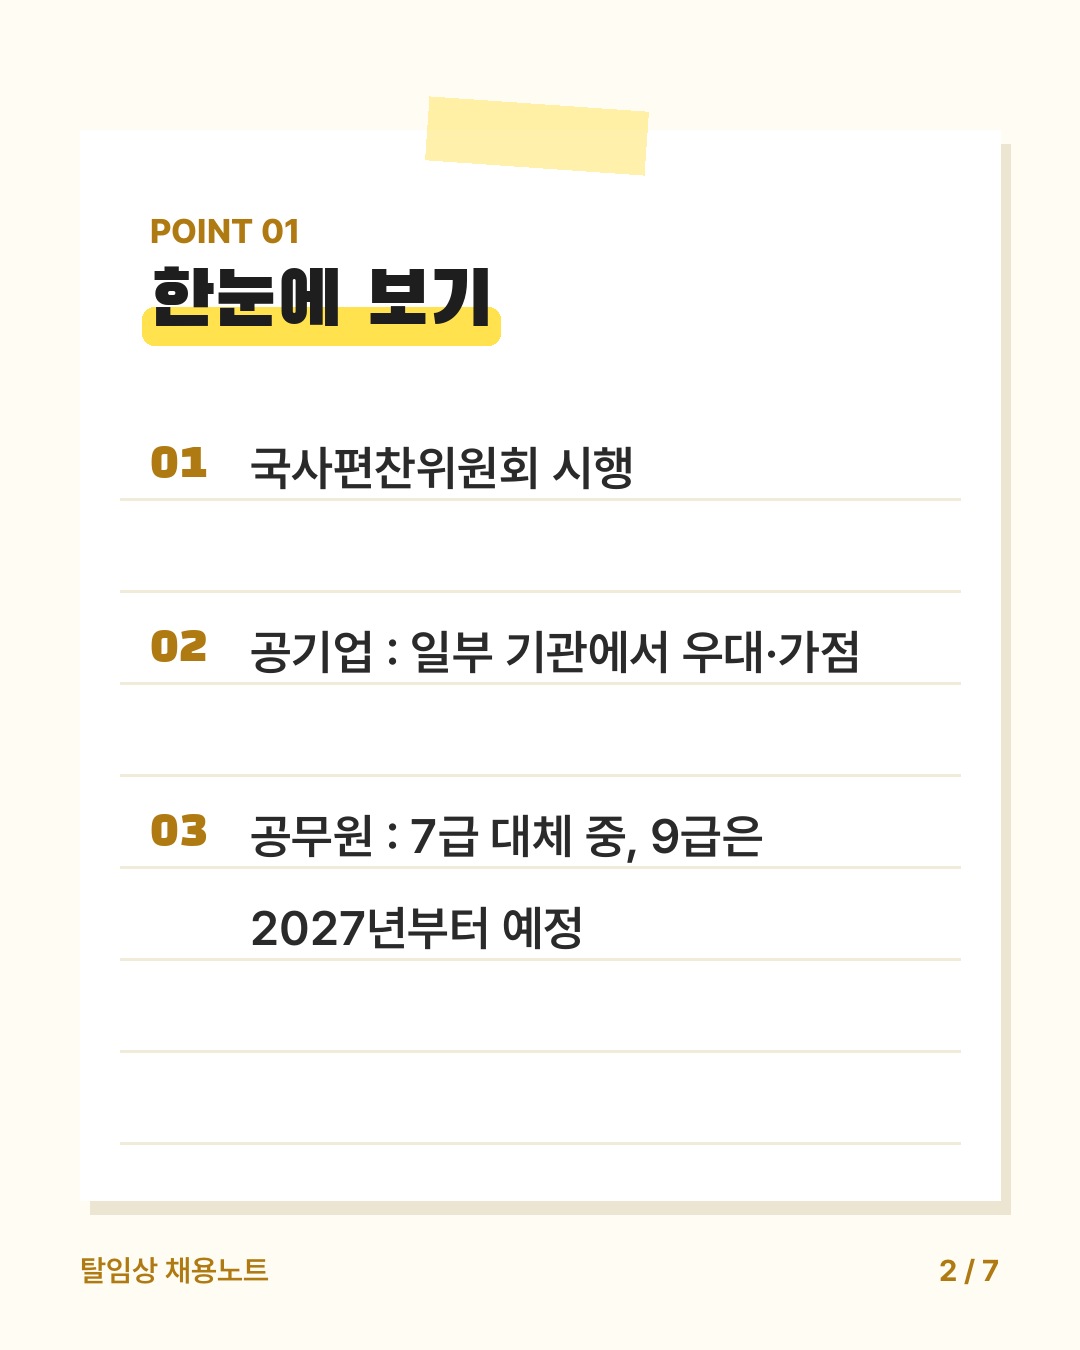 POINT 01
한눈에 보기
01 국사편찬위원회 시행
02 공기업 : 일부 기관에서 우대·가점
03 공무원 : 7급 대체 중, 9급은
2027년부터 예정
탈임상 채용노트
2 / 7